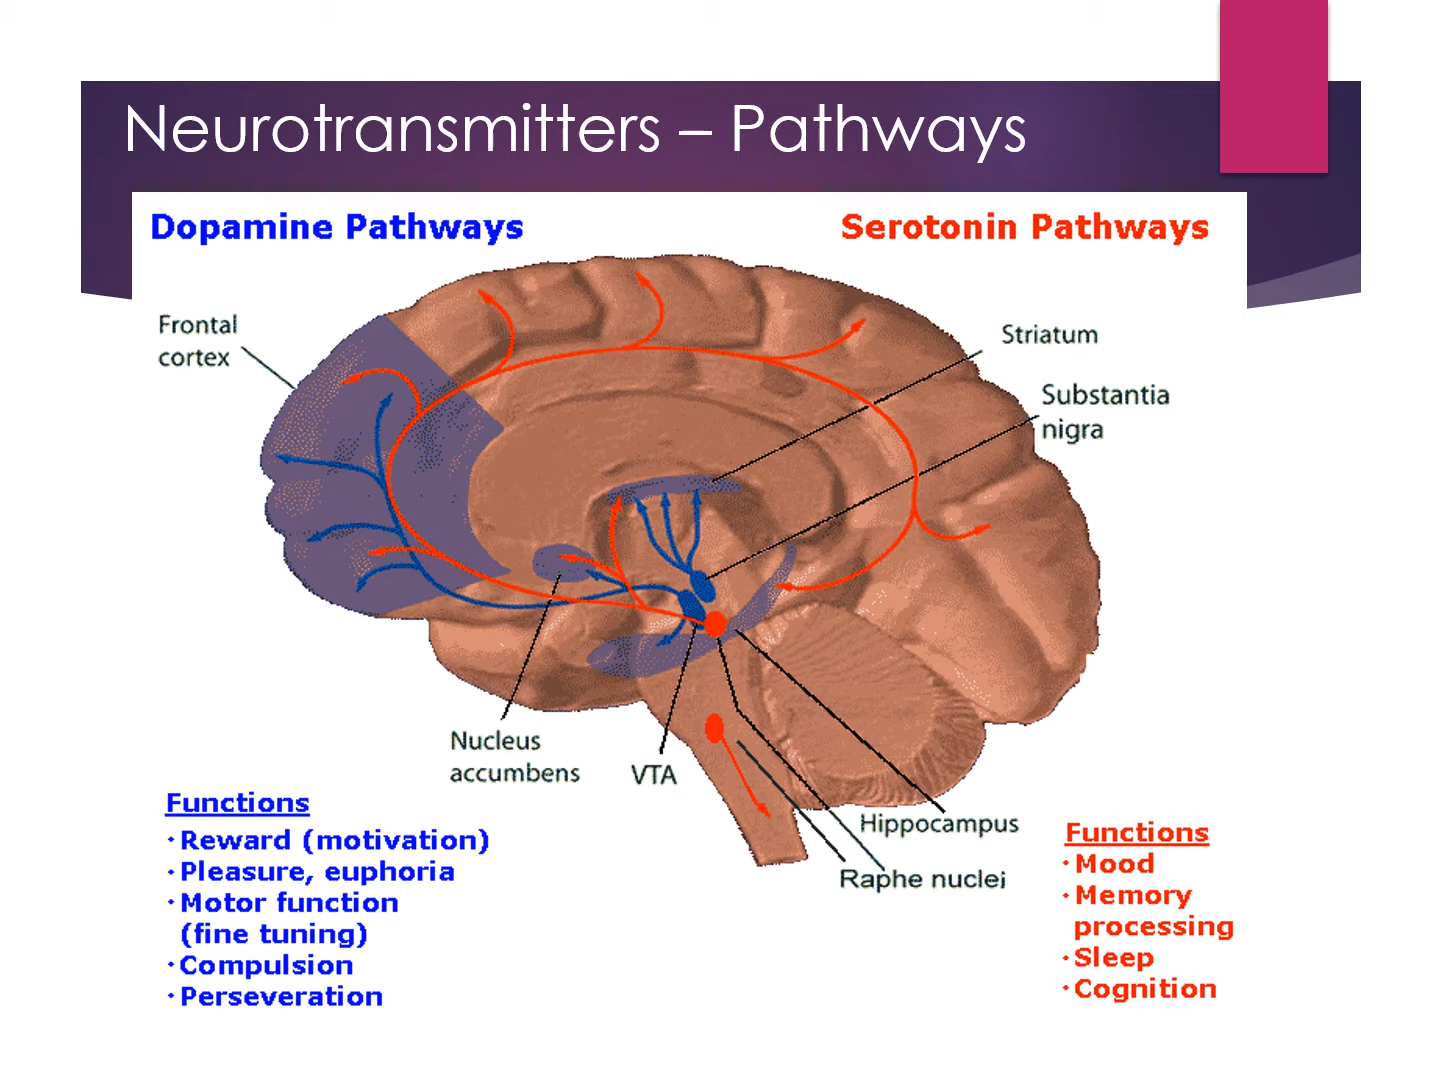 Neurotransmitters – Pathways
Dopamine Pathways
Serotonin Pathways
Frontal
cortex
Striatum
Substantia
nigra
Nucleus
accumbens
VTA
Hippocampus
Raphe nuclei
Functions
· Reward (motivation)
· Pleasure, euphoria
· Motor function
(fine tuning)
· Compulsion
· Perseveration
Functions
· Mood
· Memory
processing
· Sleep
· Cognition